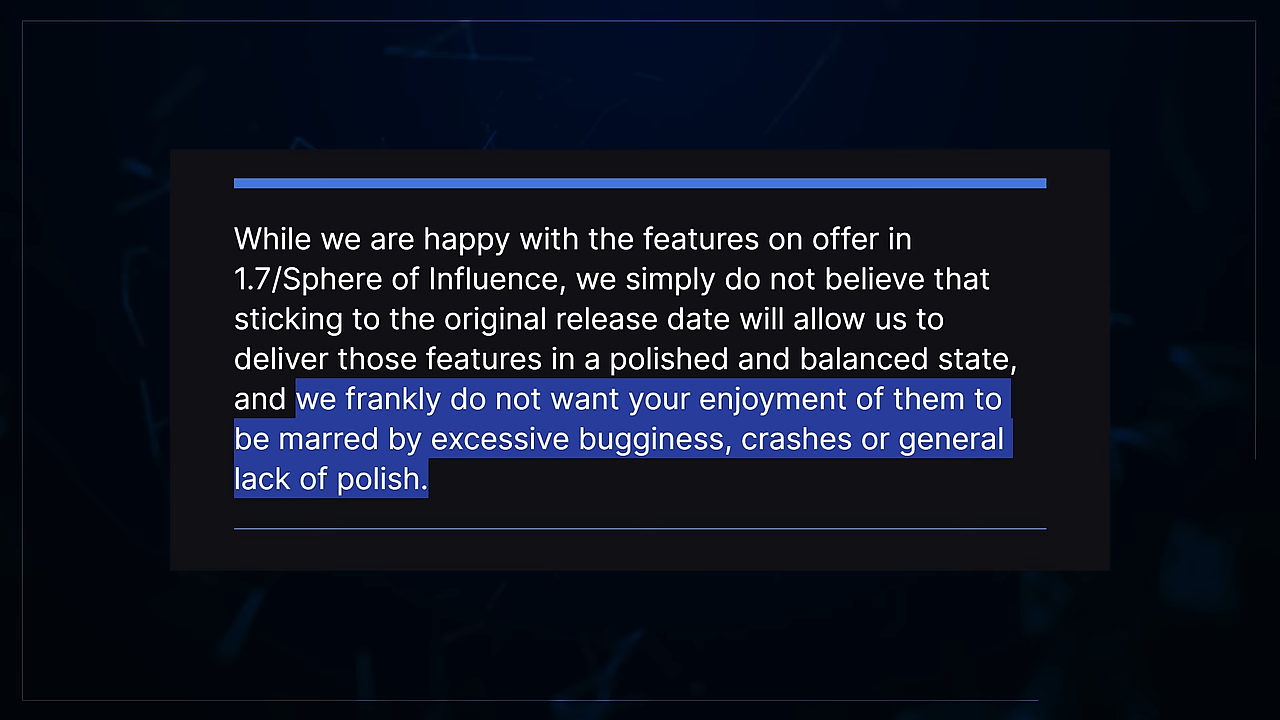 While we are happy with the features on offer in
1.7/Sphere of Influence, we simply do not believe that
sticking to the original release date will allow us to
deliver those features in a polished and balanced state,
and we frankly do not want your enjoyment of them to
be marred by excessive bugginess, crashes or general
lack of polish.